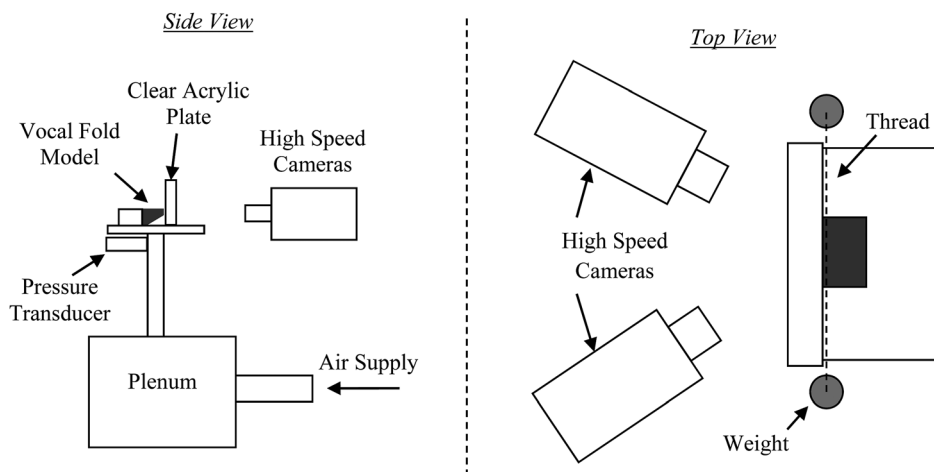 Side View
Clear Acrylic
Plate
Vocal Fold
Model
High Speed
Cameras
Pressure
Transducer
Plenum
Air Supply
Top View
Thread
High Speed
Cameras
Weight